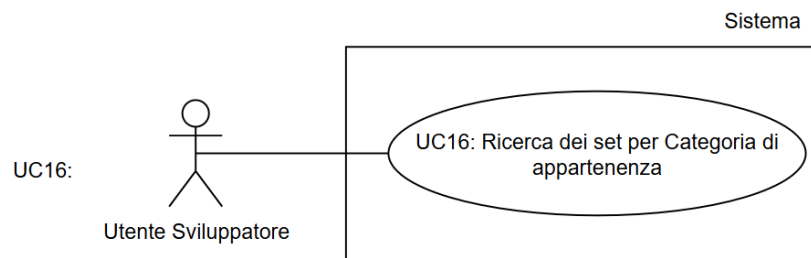 Sistema
UC16: Ricerca dei set per Categoria di
appartenenza
UC16:
Utente Sviluppatore